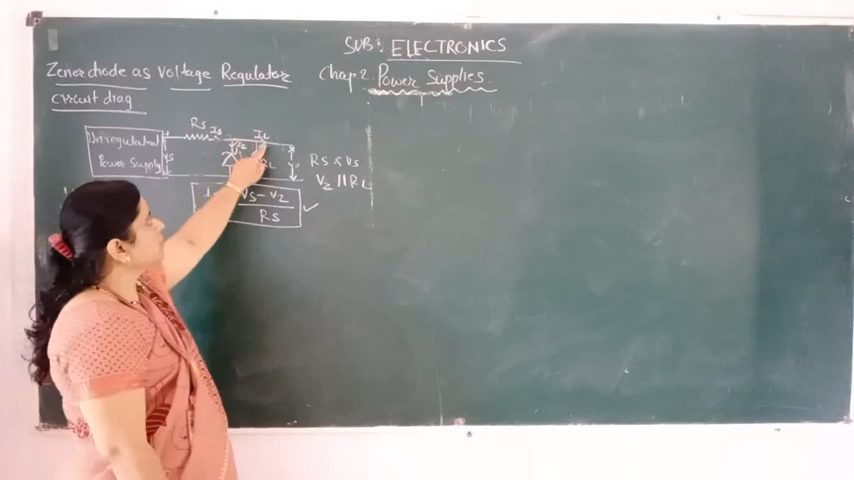 SUB: ELECTRONICS
Chap 2 Power Supplies.
Zener diode as Voltage Regulator
circuit diag
Rs Is IL
Unregulated
Power Supply
Vs
Rs & Vs
Vz || RL
Vs - Vz
Rs